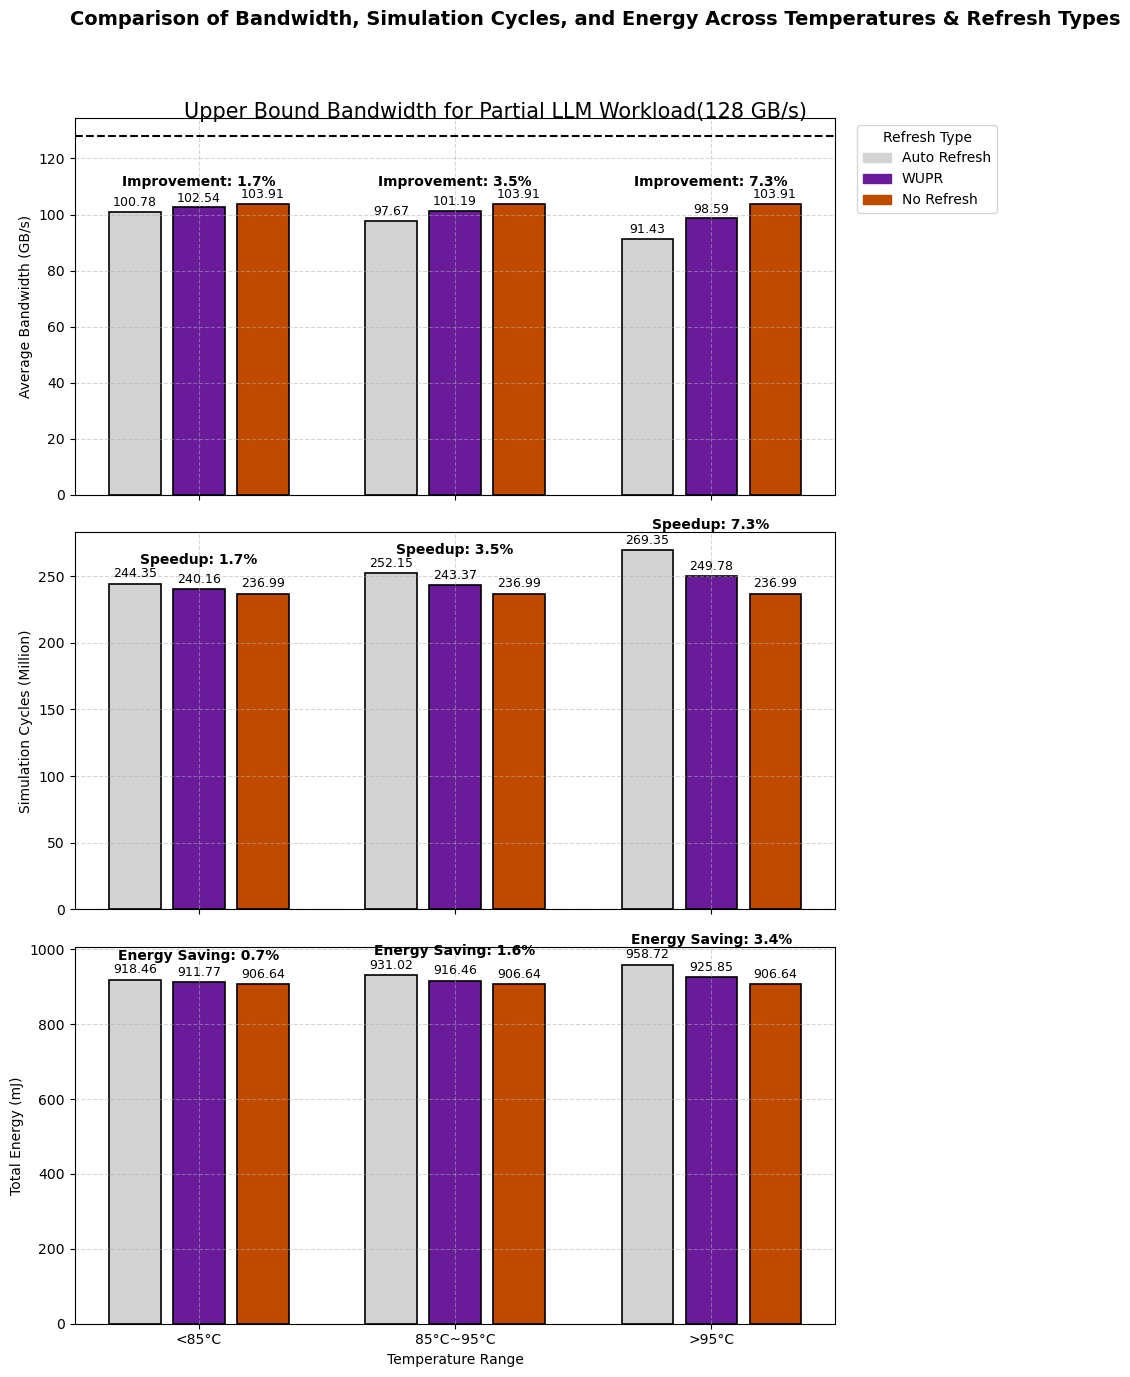 Comparison of Bandwidth, Simulation Cycles, and Energy Across Temperatures & Refresh Types
Upper Bound Bandwidth for Partial LLM Workload(128 GB/s)
Average Bandwidth (GB/s)
120
100
80
60
40
20
0
Improvement: 1.7%
Improvement: 3.5%
Improvement: 7.3%
100.78
102.54
103.91
97.67
101.19
103.91
91.43
98.59
103.91
Refresh Type
Auto Refresh
WUPR
No Refresh
Simulation Cycles (Million)
250
200
150
100
50
0
Speedup: 1.7%
Speedup: 3.5%
Speedup: 7.3%
244.35
240.16
236.99
252.15
243.37
236.99
269.35
249.78
236.99
Total Energy (mJ)
1000
800
600
400
200
0
Energy Saving: 0.7%
Energy Saving: 1.6%
Energy Saving: 3.4%
918.46
911.77
906.64
931.02
916.46
906.64
958.72
925.85
906.64
<85°C
85°C~95°C
>95°C
Temperature Range